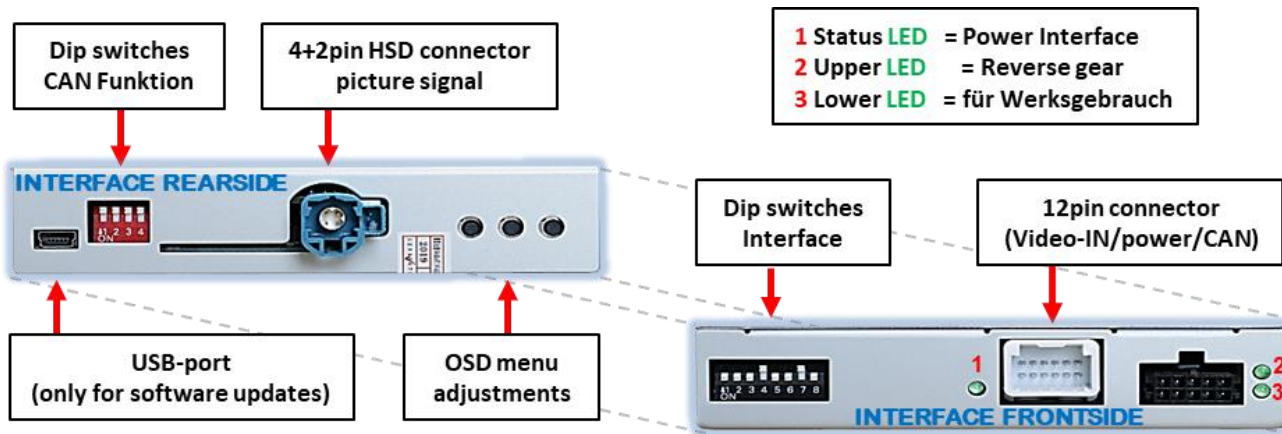 Dip switches
CAN Funktion
4+2pin HSD connector
picture signal
1 Status LED = Power Interface
2 Upper LED = Reverse gear
3 Lower LED = für Werksgebrauch
INTERFACE REARSIDE
1 2 3 4
ON
2019
Dip switches
Interface
12pin connector
(Video-IN/power/CAN)
USB-port
(only for software updates)
OSD menu
adjustments
1 2 3 4 5 6 7 8
ON
1
2
3
INTERFACE FRONTSIDE